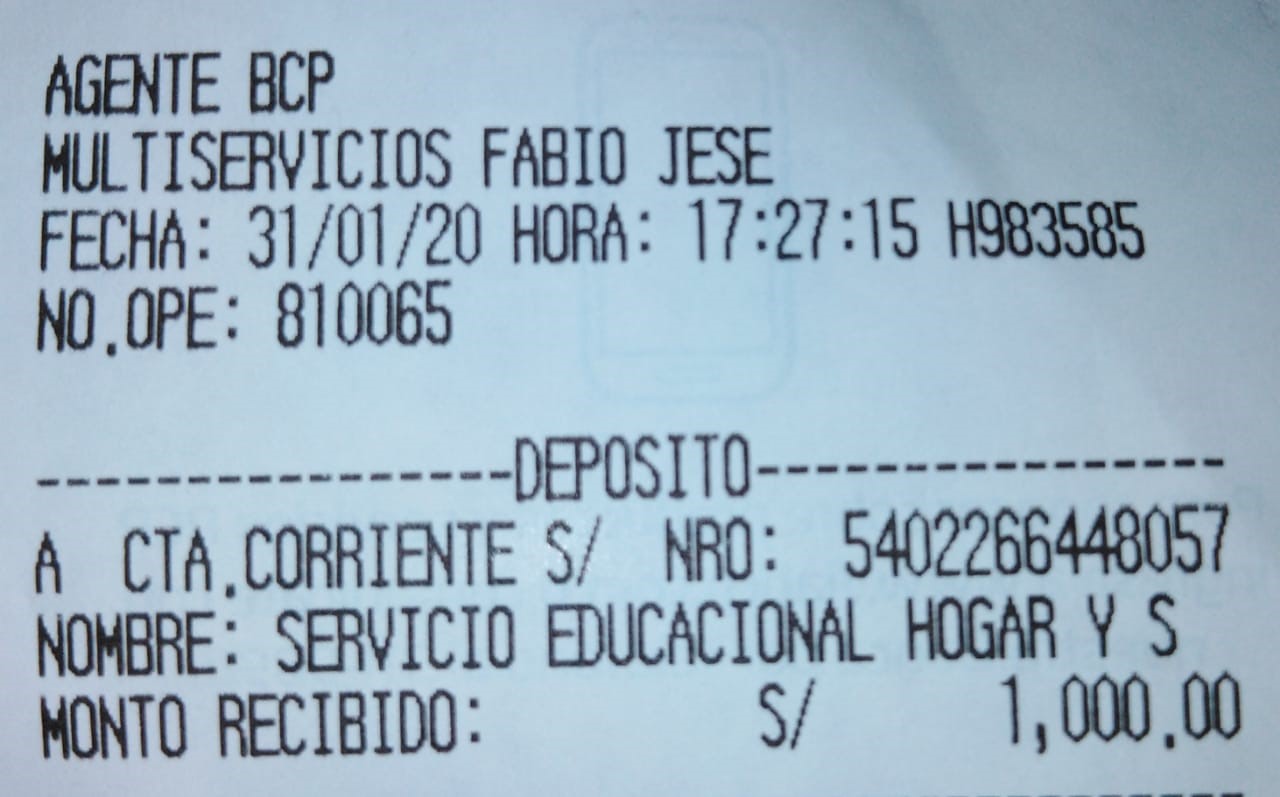 AGENTE BCP
MULTISERVICIOS FABIO JESE
FECHA: 31/01/20 HORA: 17:27:15 H983585
NO.OPE: 810065
---------------DEPOSITO---------------
A CTA.CORRIENTE S/ NRO: 5402266448057
NOMBRE: SERVICIO EDUCACIONAL HOGAR Y S
MONTO RECIBIDO: S/ 1,000.00